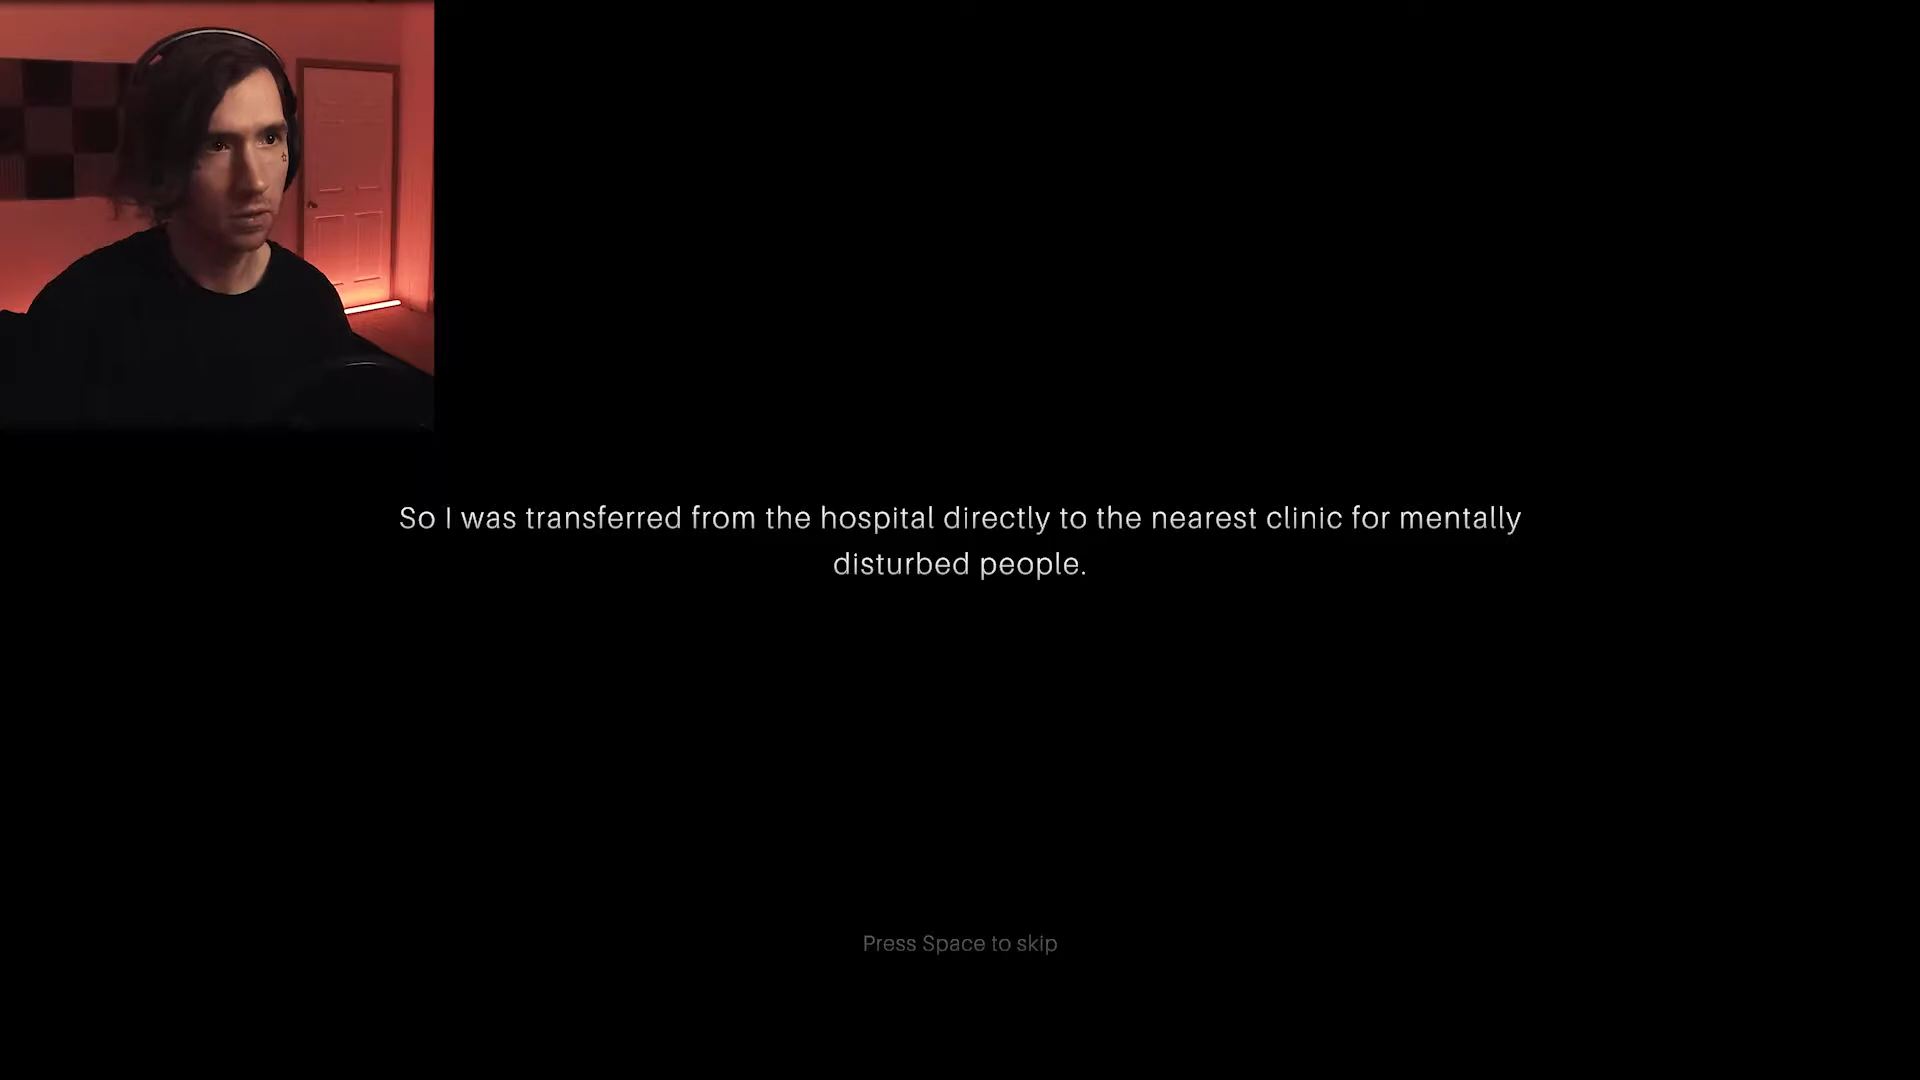 So I was transferred from the hospital directly to the nearest clinic for mentally
disturbed people.
Press Space to skip